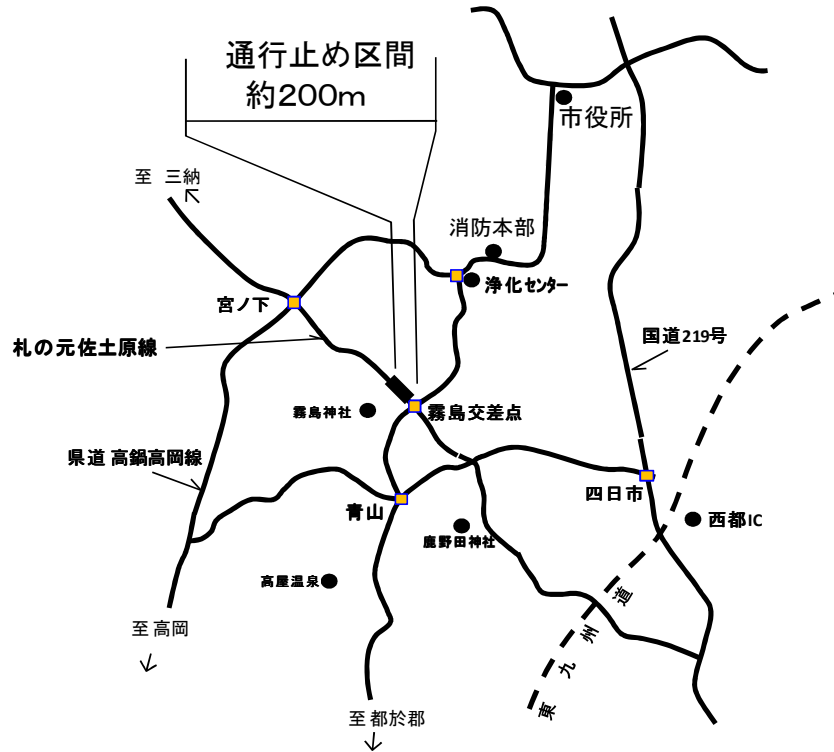 通行止め区間
約200m
市役所
至 三納
消防本部
浄化センター
宮ノ下
国道219号
札の元佐土原線
霧島神社
霧島交差点
県道 高鍋高岡線
四日市
青山
西都IC
鹿野田神社
高屋温泉
東九州道
至 高岡
至 都於郡